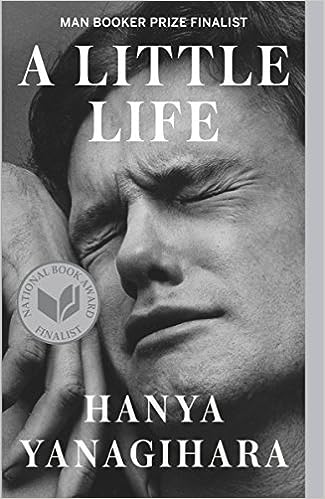 MAN BOOKER PRIZE FINALIST
A LITTLE
LIFE
NATIONAL BOOK AWARD
FINALIST
HANYA
YANAGIHARA